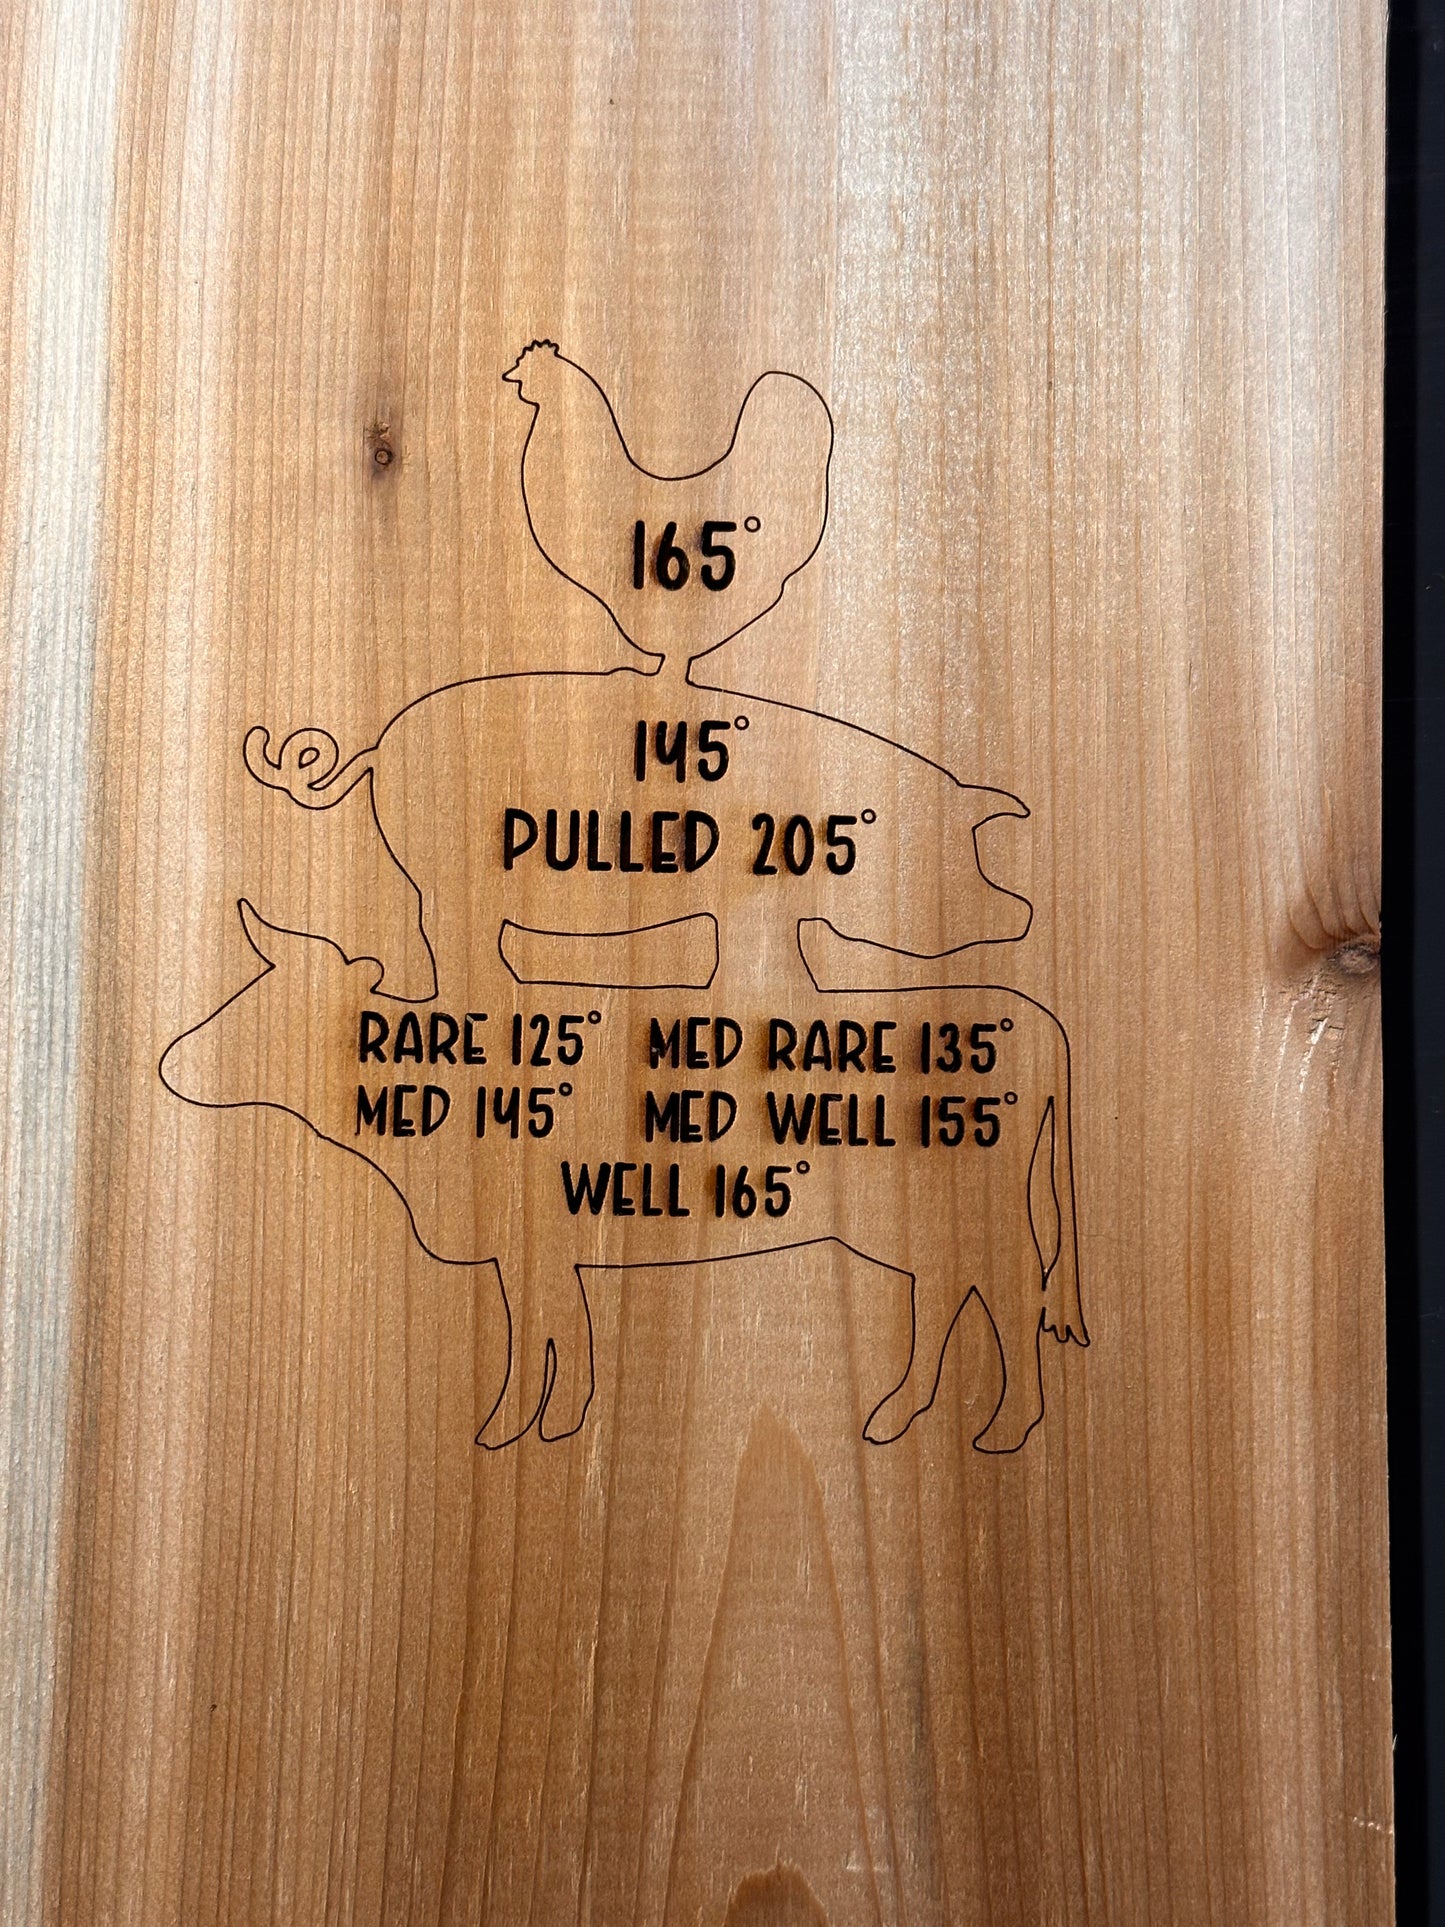 165°
145°
PULLED 205°
RARE 125° MED RARE 135°
MED 145° MED WELL 155°
WELL 165°